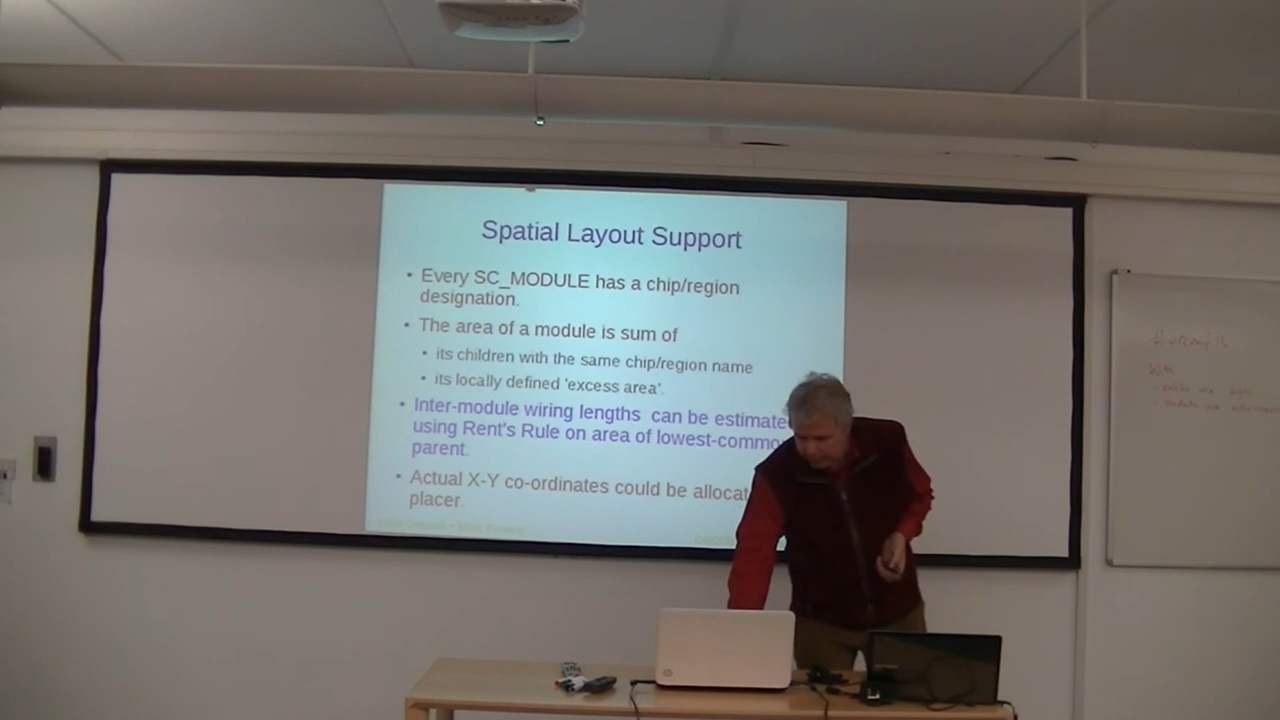 Spatial Layout Support
• Every SC_MODULE has a chip/region
designation.
• The area of a module is sum of
• its children with the same chip/region name
• its locally defined 'excess area'.
• Inter-module wiring lengths can be estimate
using Rent's Rule on area of lowest-commo
parent.
• Actual X-Y co-ordinates could be allocat
placer.